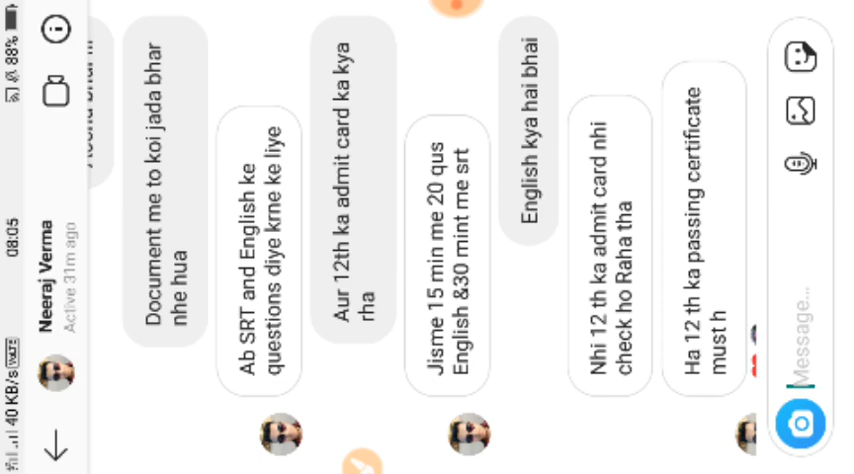 40 KB/s VoLTE 08:05 88%
Neeraj Verma
Active 31m ago
Document me to koi jada bhar
nhe hua
Ab SRT and English ke
questions diye krne ke liye
Aur 12th ka admit card ka kya
rha
Jisme 15 min me 20 qus
English &30 mint me srt
English kya hai bhai
Nhi 12 th ka admit card nhi
check ho Raha tha
Ha 12 th ka passing certificate
must h
Message...